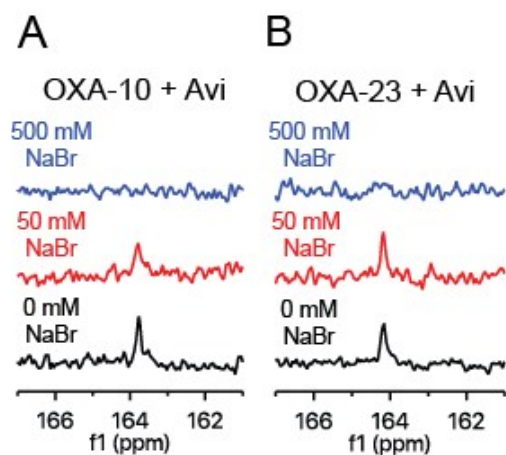 A
OXA-10 + Avi
500 mM
NaBr
50 mM
NaBr
0 mM
NaBr
166 164 162
f1 (ppm)
B
OXA-23 + Avi
500 mM
NaBr
50 mM
NaBr
0 mM
NaBr
166 164 162
f1 (ppm)